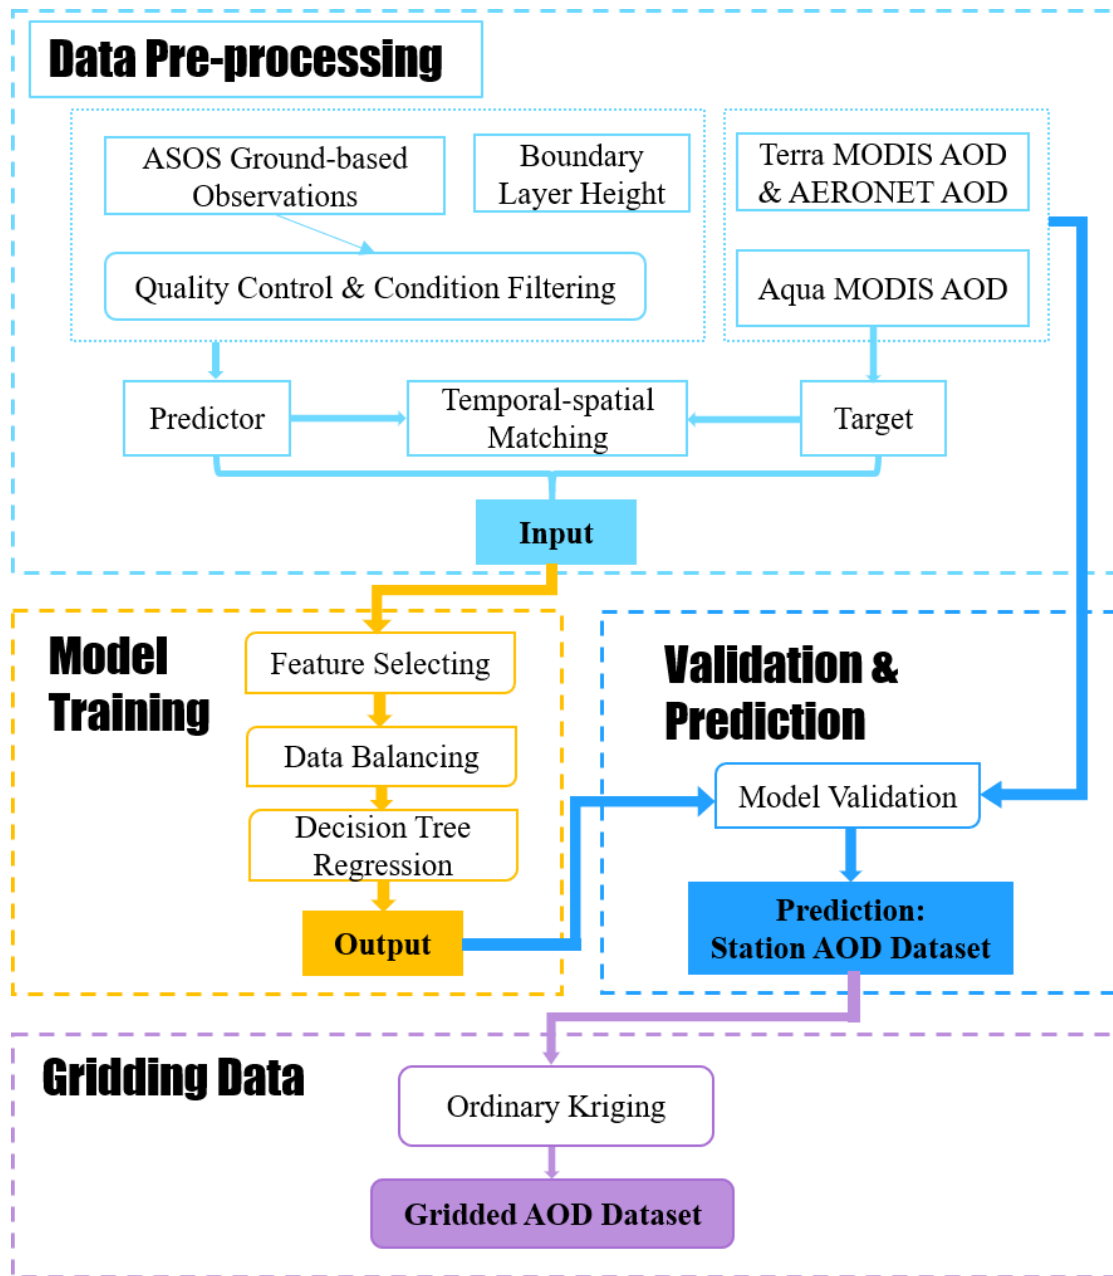 Data Pre-processing
ASOS Ground-based
Observations
Boundary
Layer Height
Terra MODIS AOD
& AERONET AOD
Quality Control & Condition Filtering
Aqua MODIS AOD
Predictor
Temporal-spatial
Matching
Target
Input
Model
Training
Feature Selecting
Data Balancing
Decision Tree
Regression
Output
Validation &
Prediction
Model Validation
Prediction:
Station AOD Dataset
Gridding Data
Ordinary Kriging
Gridded AOD Dataset